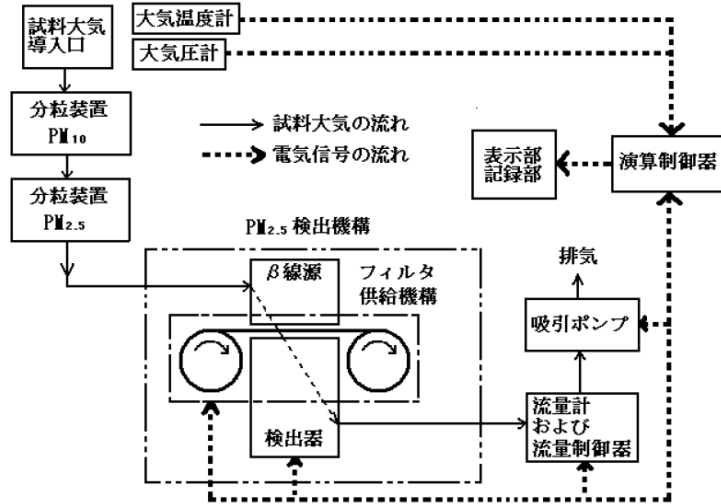 試料大気
導入口
大気温度計
大気圧計
分粒装置
PM₁₀
分粒装置
PM₂.₅
試料大気の流れ
電気信号の流れ
表示部
記録部
演算制御器
PM₂.₅ 検出機構
β線源
フィルタ
供給機構
検出器
排気
吸引ポンプ
流量計
および
流量制御器